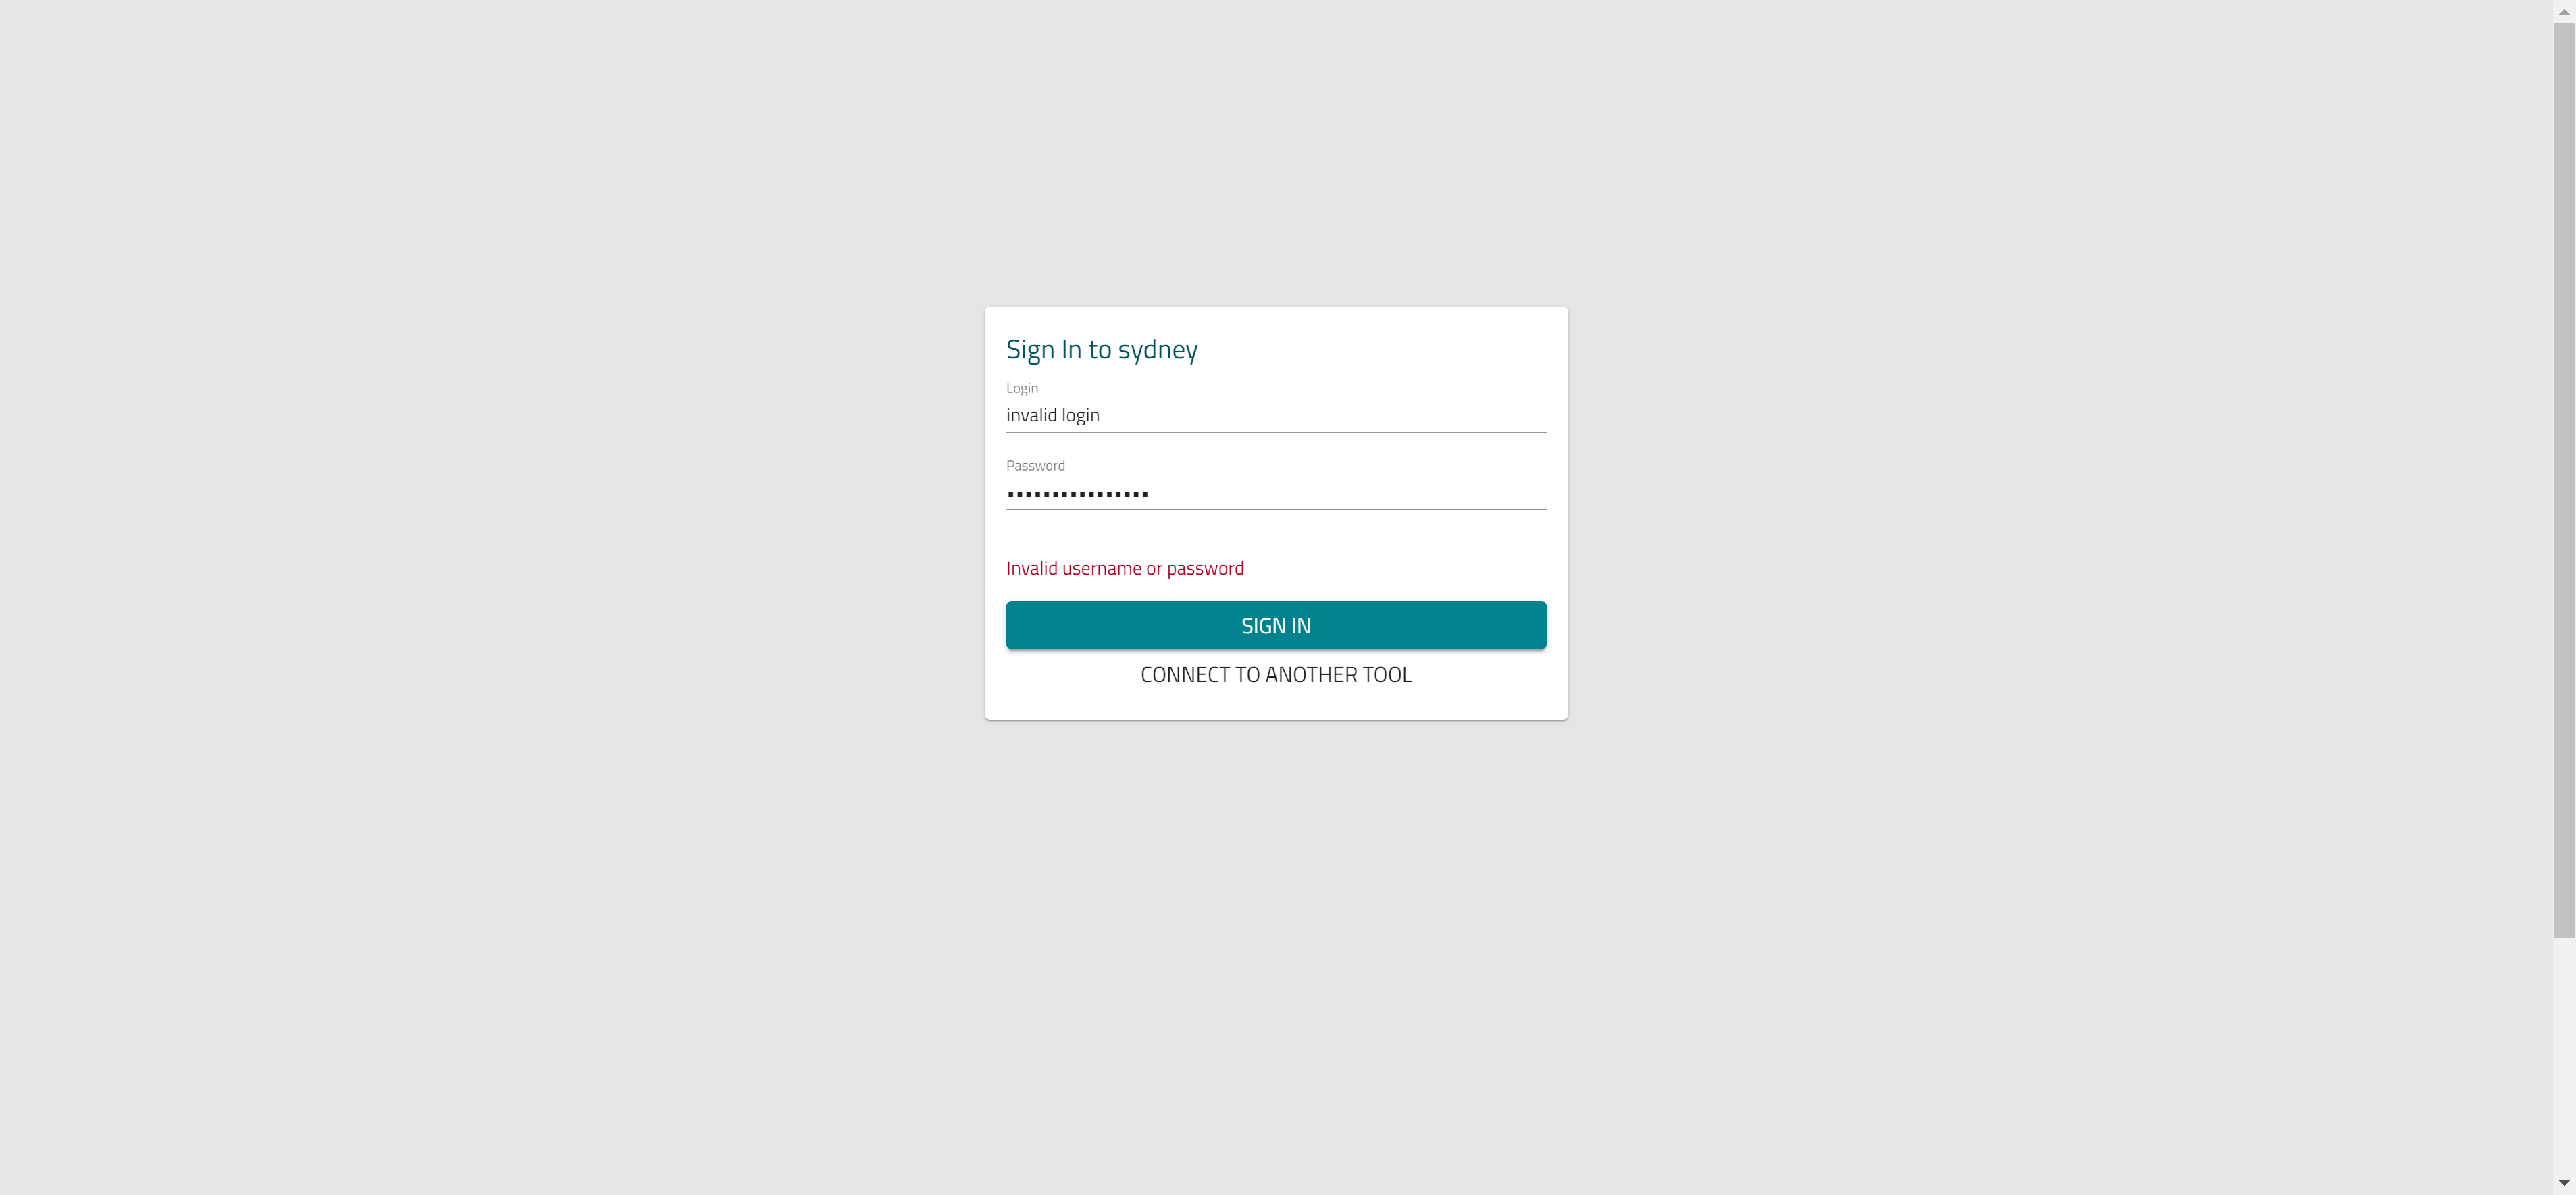 Sign In to sydney
Login
invalid login
Password
••••••••••••••••
Invalid username or password
SIGN IN
CONNECT TO ANOTHER TOOL